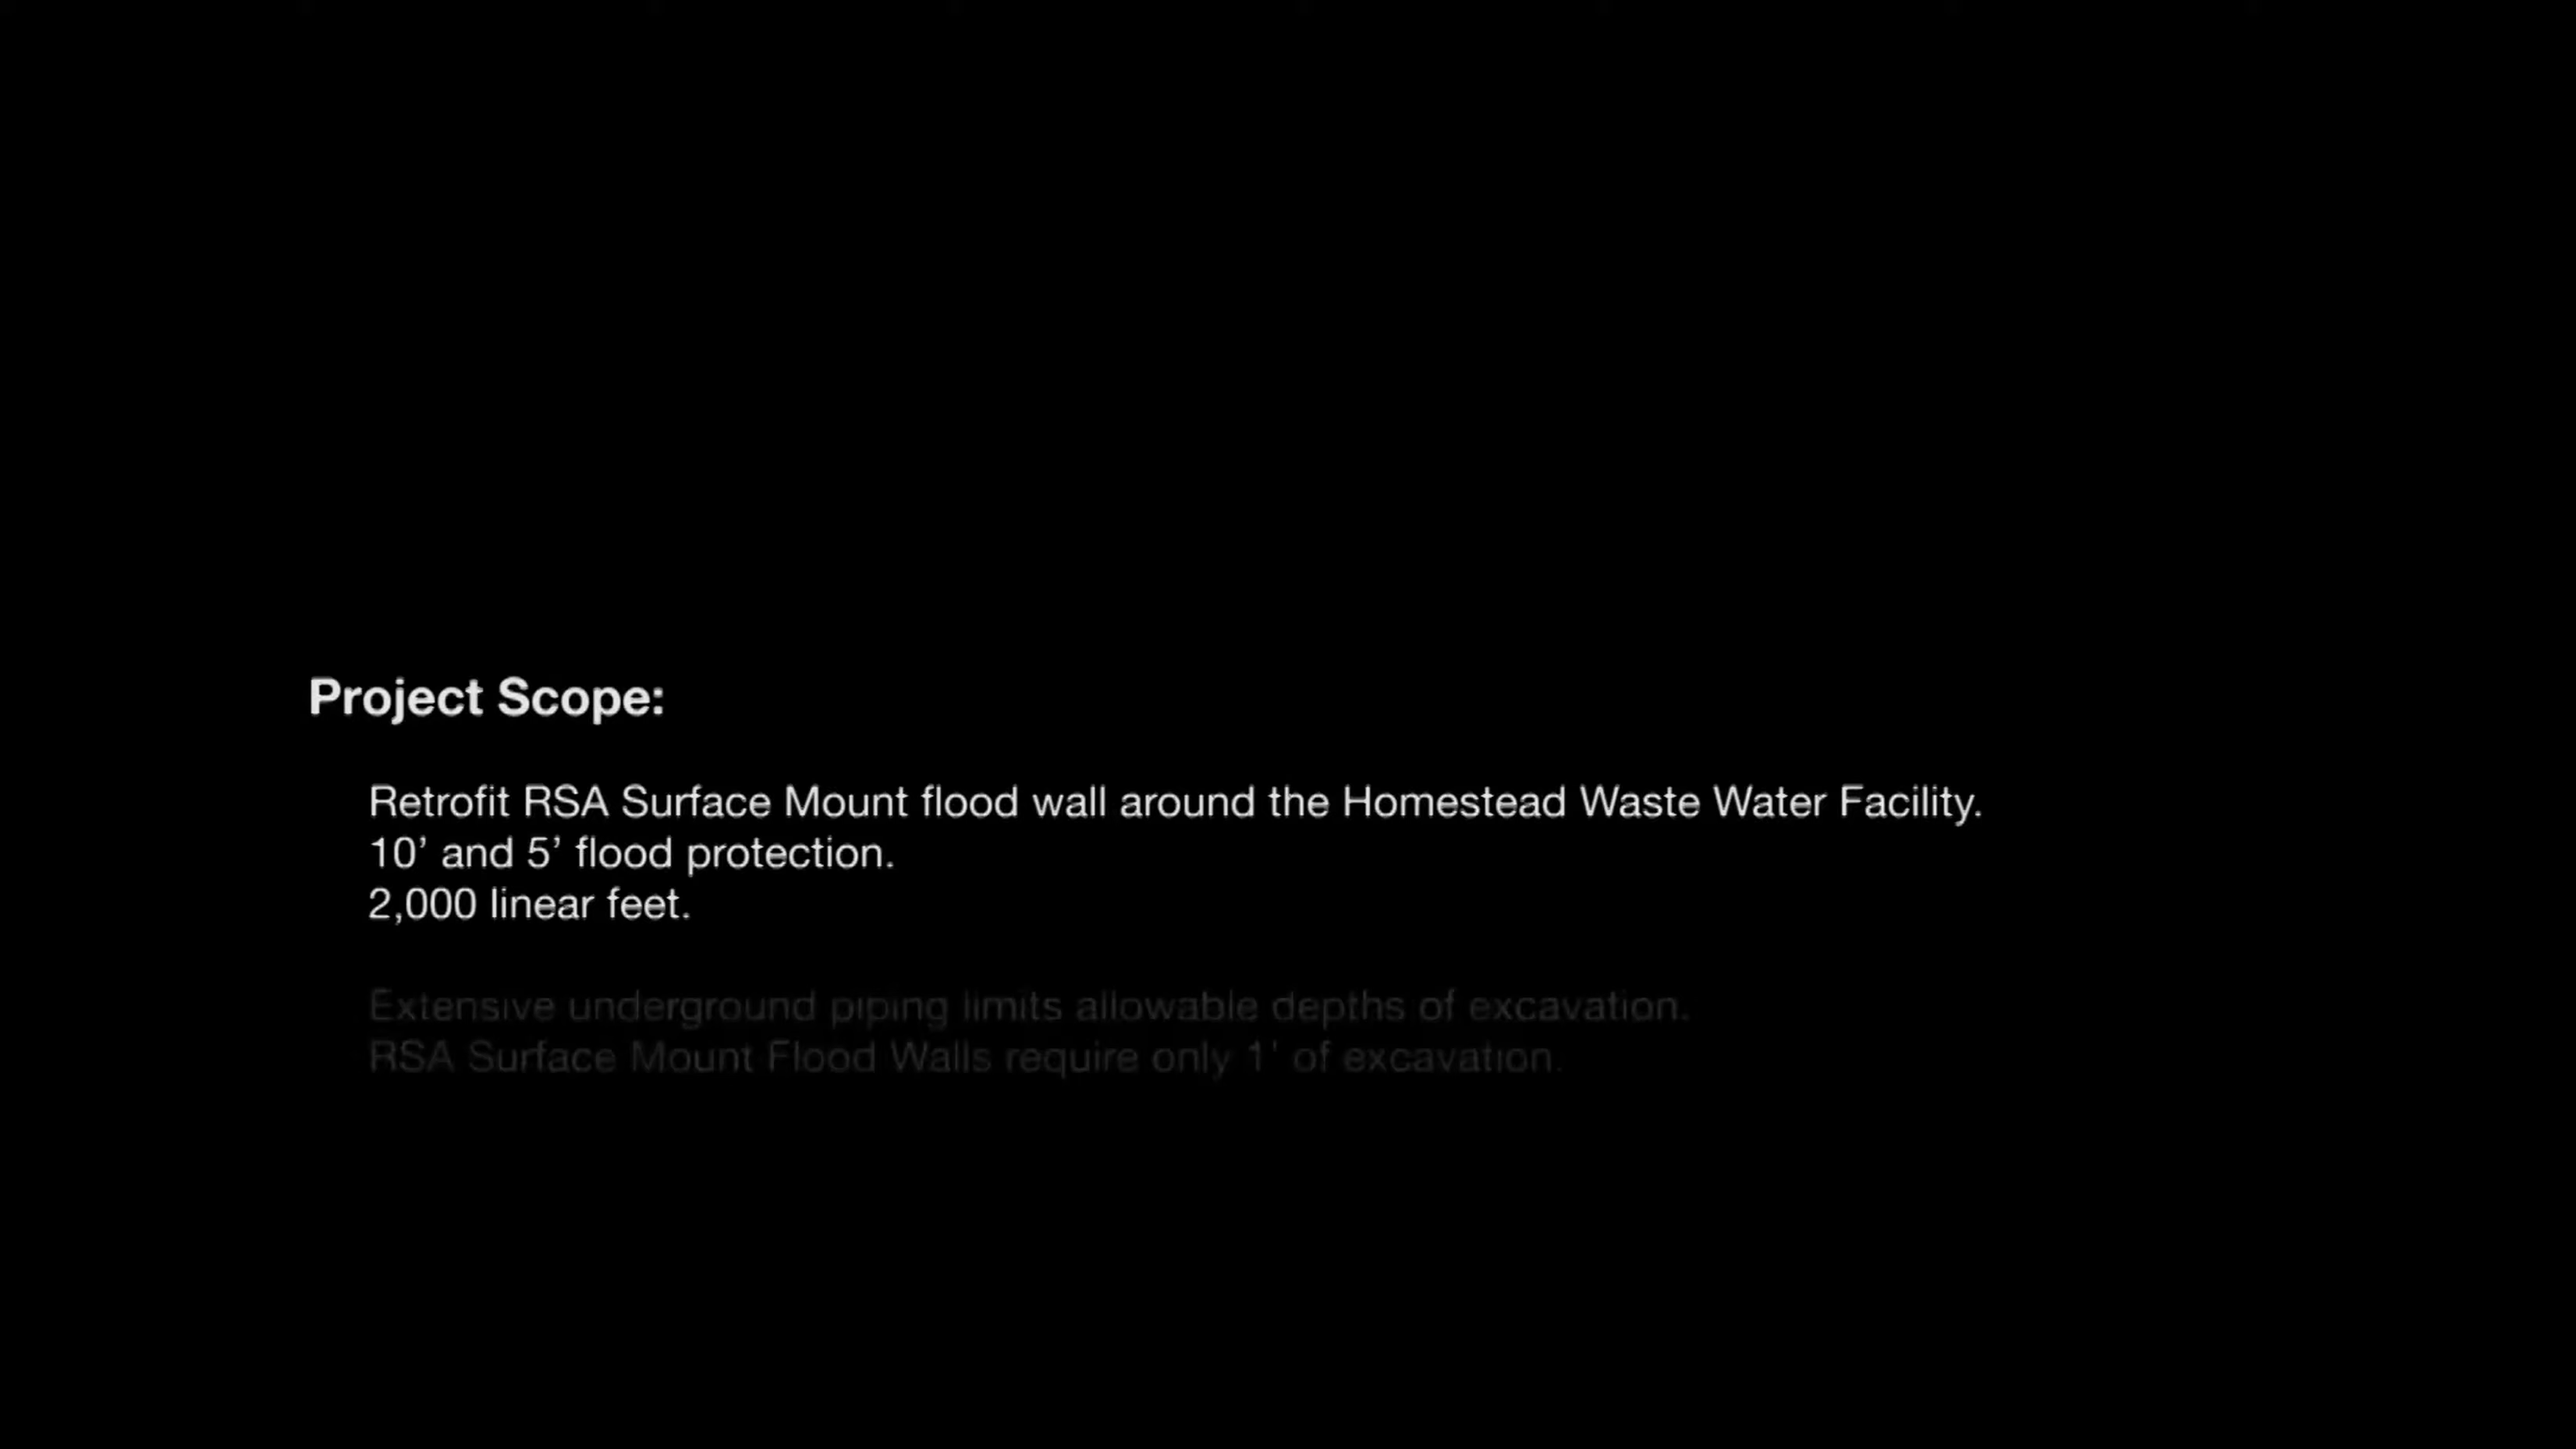 Project Scope:
Retrofit RSA Surface Mount flood wall around the Homestead Waste Water Facility.
10’ and 5’ flood protection.
2,000 linear feet.
Extensive underground piping limits allowable depths of excavation.
RSA Surface Mount Flood Walls require only 1' of excavation.